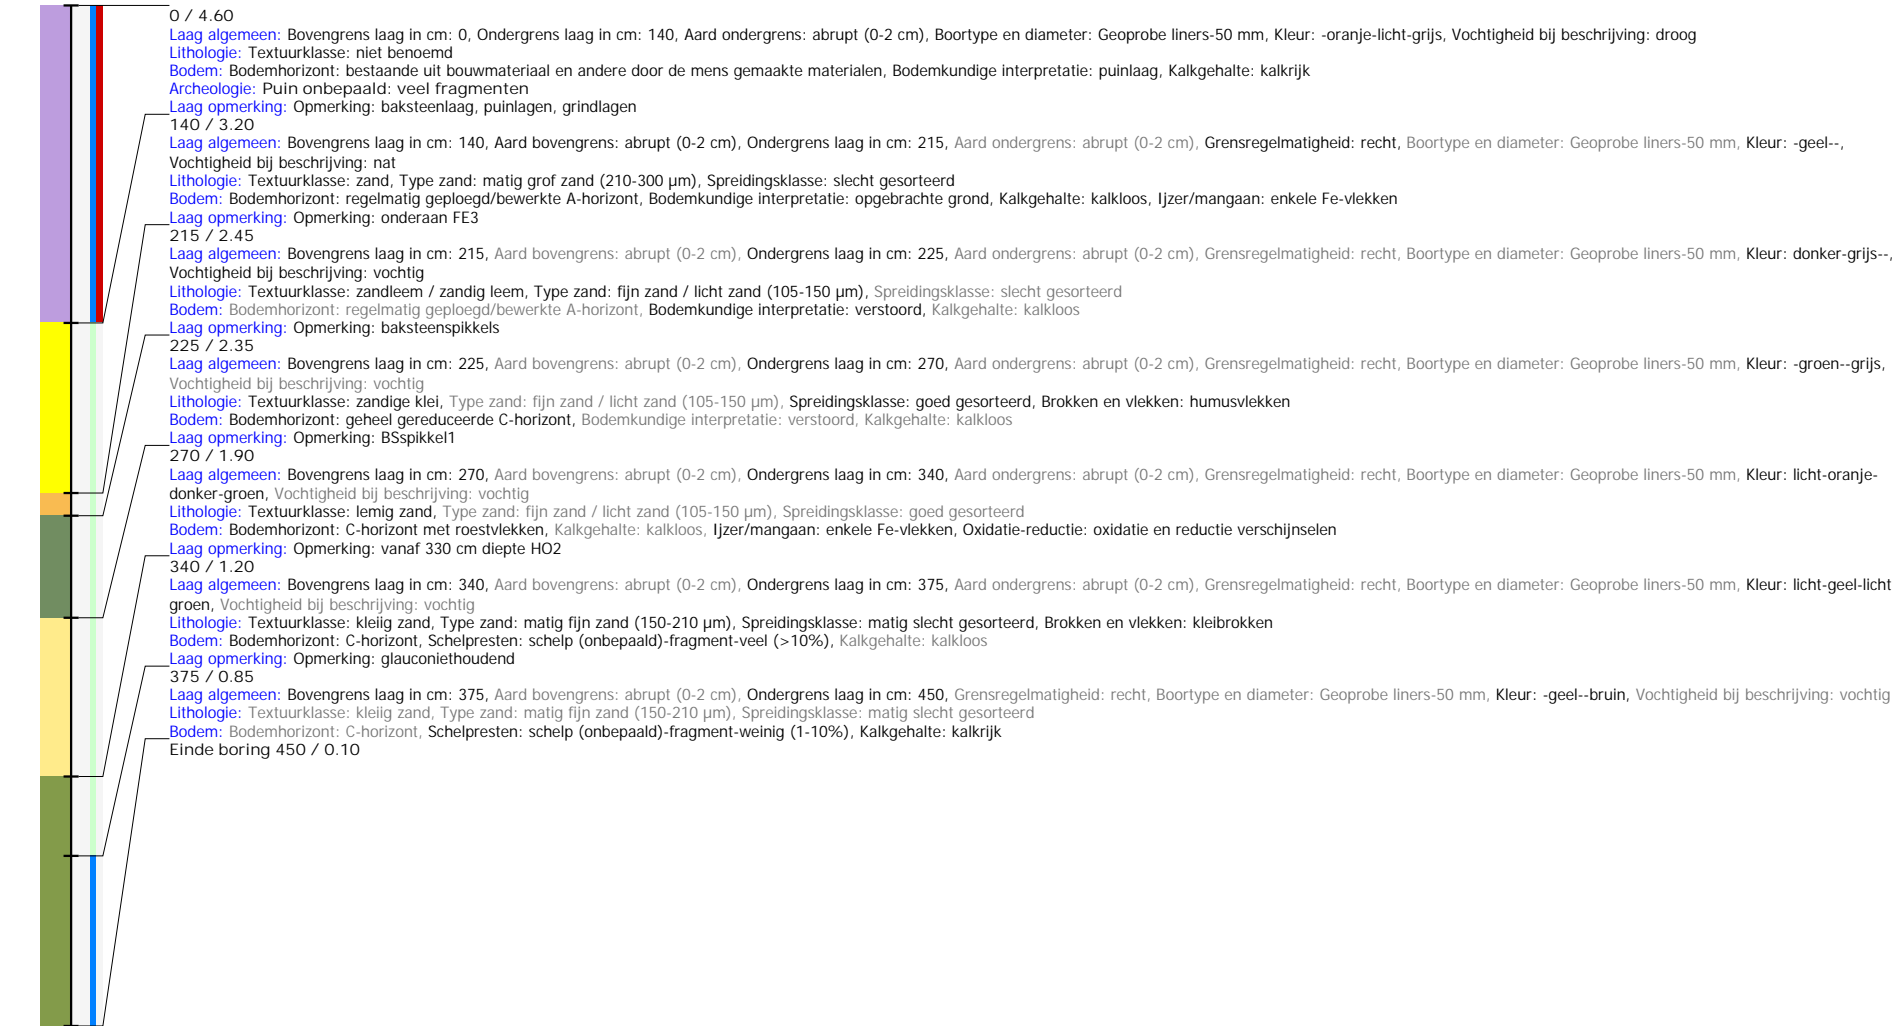 0 / 4.60
Laag algemeen: Bovengrens laag in cm: 0, Ondergrens laag in cm: 140, Aard ondergrens: abrupt (0-2 cm), Boortype en diameter: Geoprobe liners-50 mm, Kleur: -oranje-licht-grijs, Vochtigheid bij beschrijving: droog
Lithologie: Textuurklasse: niet benoemd
Bodem: Bodemhorizont: bestaande uit bouwmateriaal en andere door de mens gemaakte materialen, Bodemkundige interpretatie: puinlaag, Kalkgehalte: kalkrijk
Archeologie: Puin onbepaald: veel fragmenten
Laag opmerking: Opmerking: baksteenlaag, puinlagen, grindlagen
140 / 3.20
Laag algemeen: Bovengrens laag in cm: 140, Aard bovengrens: abrupt (0-2 cm), Ondergrens laag in cm: 215, Aard ondergrens: abrupt (0-2 cm), Grensregelmatigheid: recht, Boortype en diameter: Geoprobe liners-50 mm, Kleur: -geel--,
Vochtigheid bij beschrijving: nat
Lithologie: Textuurklasse: zand, Type zand: matig grof zand (210-300 µm), Spreidingsklasse: slecht gesorteerd
Bodem: Bodemhorizont: regelmatig geploegd/bewerkte A-horizont, Bodemkundige interpretatie: opgebrachte grond, Kalkgehalte: kalkloos, Ijzer/mangaan: enkele Fe-vlekken
Laag opmerking: Opmerking: onderaan FE3
215 / 2.45
Laag algemeen: Bovengrens laag in cm: 215, Aard bovengrens: abrupt (0-2 cm), Ondergrens laag in cm: 225, Aard ondergrens: abrupt (0-2 cm), Grensregelmatigheid: recht, Boortype en diameter: Geoprobe liners-50 mm, Kleur: donker-grijs--,
Vochtigheid bij beschrijving: vochtig
Lithologie: Textuurklasse: zandleem / zandig leem, Type zand: fijn zand / licht zand (105-150 µm), Spreidingsklasse: slecht gesorteerd
Bodem: Bodemhorizont: regelmatig geploegd/bewerkte A-horizont, Bodemkundige interpretatie: verstoord, Kalkgehalte: kalkloos
Laag opmerking: Opmerking: baksteenspikkels
225 / 2.35
Laag algemeen: Bovengrens laag in cm: 225, Aard bovengrens: abrupt (0-2 cm), Ondergrens laag in cm: 270, Aard ondergrens: abrupt (0-2 cm), Grensregelmatigheid: recht, Boortype en diameter: Geoprobe liners-50 mm, Kleur: -groen--grijs,
Vochtigheid bij beschrijving: vochtig
Lithologie: Textuurklasse: zandige klei, Type zand: fijn zand / licht zand (105-150 µm), Spreidingsklasse: goed gesorteerd, Brokken en vlekken: humusvlekken
Bodem: Bodemhorizont: geheel gereduceerde C-horizont, Bodemkundige interpretatie: verstoord, Kalkgehalte: kalkloos
Laag opmerking: Opmerking: BSspikkel1
270 / 1.90
Laag algemeen: Bovengrens laag in cm: 270, Aard bovengrens: abrupt (0-2 cm), Ondergrens laag in cm: 340, Aard ondergrens: abrupt (0-2 cm), Grensregelmatigheid: recht, Boortype en diameter: Geoprobe liners-50 mm, Kleur: licht-oranje-
donker-groen, Vochtigheid bij beschrijving: vochtig
Lithologie: Textuurklasse: lemig zand, Type zand: fijn zand / licht zand (105-150 µm), Spreidingsklasse: goed gesorteerd
Bodem: Bodemhorizont: C-horizont met roestvlekken, Kalkgehalte: kalkloos, Ijzer/mangaan: enkele Fe-vlekken, Oxidatie-reductie: oxidatie en reductie verschijnselen
Laag opmerking: Opmerking: vanaf 330 cm diepte HO2
340 / 1.20
Laag algemeen: Bovengrens laag in cm: 340, Aard bovengrens: abrupt (0-2 cm), Ondergrens laag in cm: 375, Aard ondergrens: abrupt (0-2 cm), Grensregelmatigheid: recht, Boortype en diameter: Geoprobe liners-50 mm, Kleur: licht-geel-licht
groen, Vochtigheid bij beschrijving: vochtig
Lithologie: Textuurklasse: kleiig zand, Type zand: matig fijn zand (150-210 µm), Spreidingsklasse: matig slecht gesorteerd, Brokken en vlekken: kleibrokken
Bodem: Bodemhorizont: C-horizont, Schelpresten: schelp (onbepaald)-fragment-veel (>10%), Kalkgehalte: kalkloos
Laag opmerking: Opmerking: glauconiethoudend
375 / 0.85
Laag algemeen: Bovengrens laag in cm: 375, Aard bovengrens: abrupt (0-2 cm), Ondergrens laag in cm: 450, Grensregelmatigheid: recht, Boortype en diameter: Geoprobe liners-50 mm, Kleur: -geel--bruin, Vochtigheid bij beschrijving: vochtig
Lithologie: Textuurklasse: kleiig zand, Type zand: matig fijn zand (150-210 µm), Spreidingsklasse: matig slecht gesorteerd
Bodem: Bodemhorizont: C-horizont, Schelpresten: schelp (onbepaald)-fragment-weinig (1-10%), Kalkgehalte: kalkrijk
Einde boring 450 / 0.10